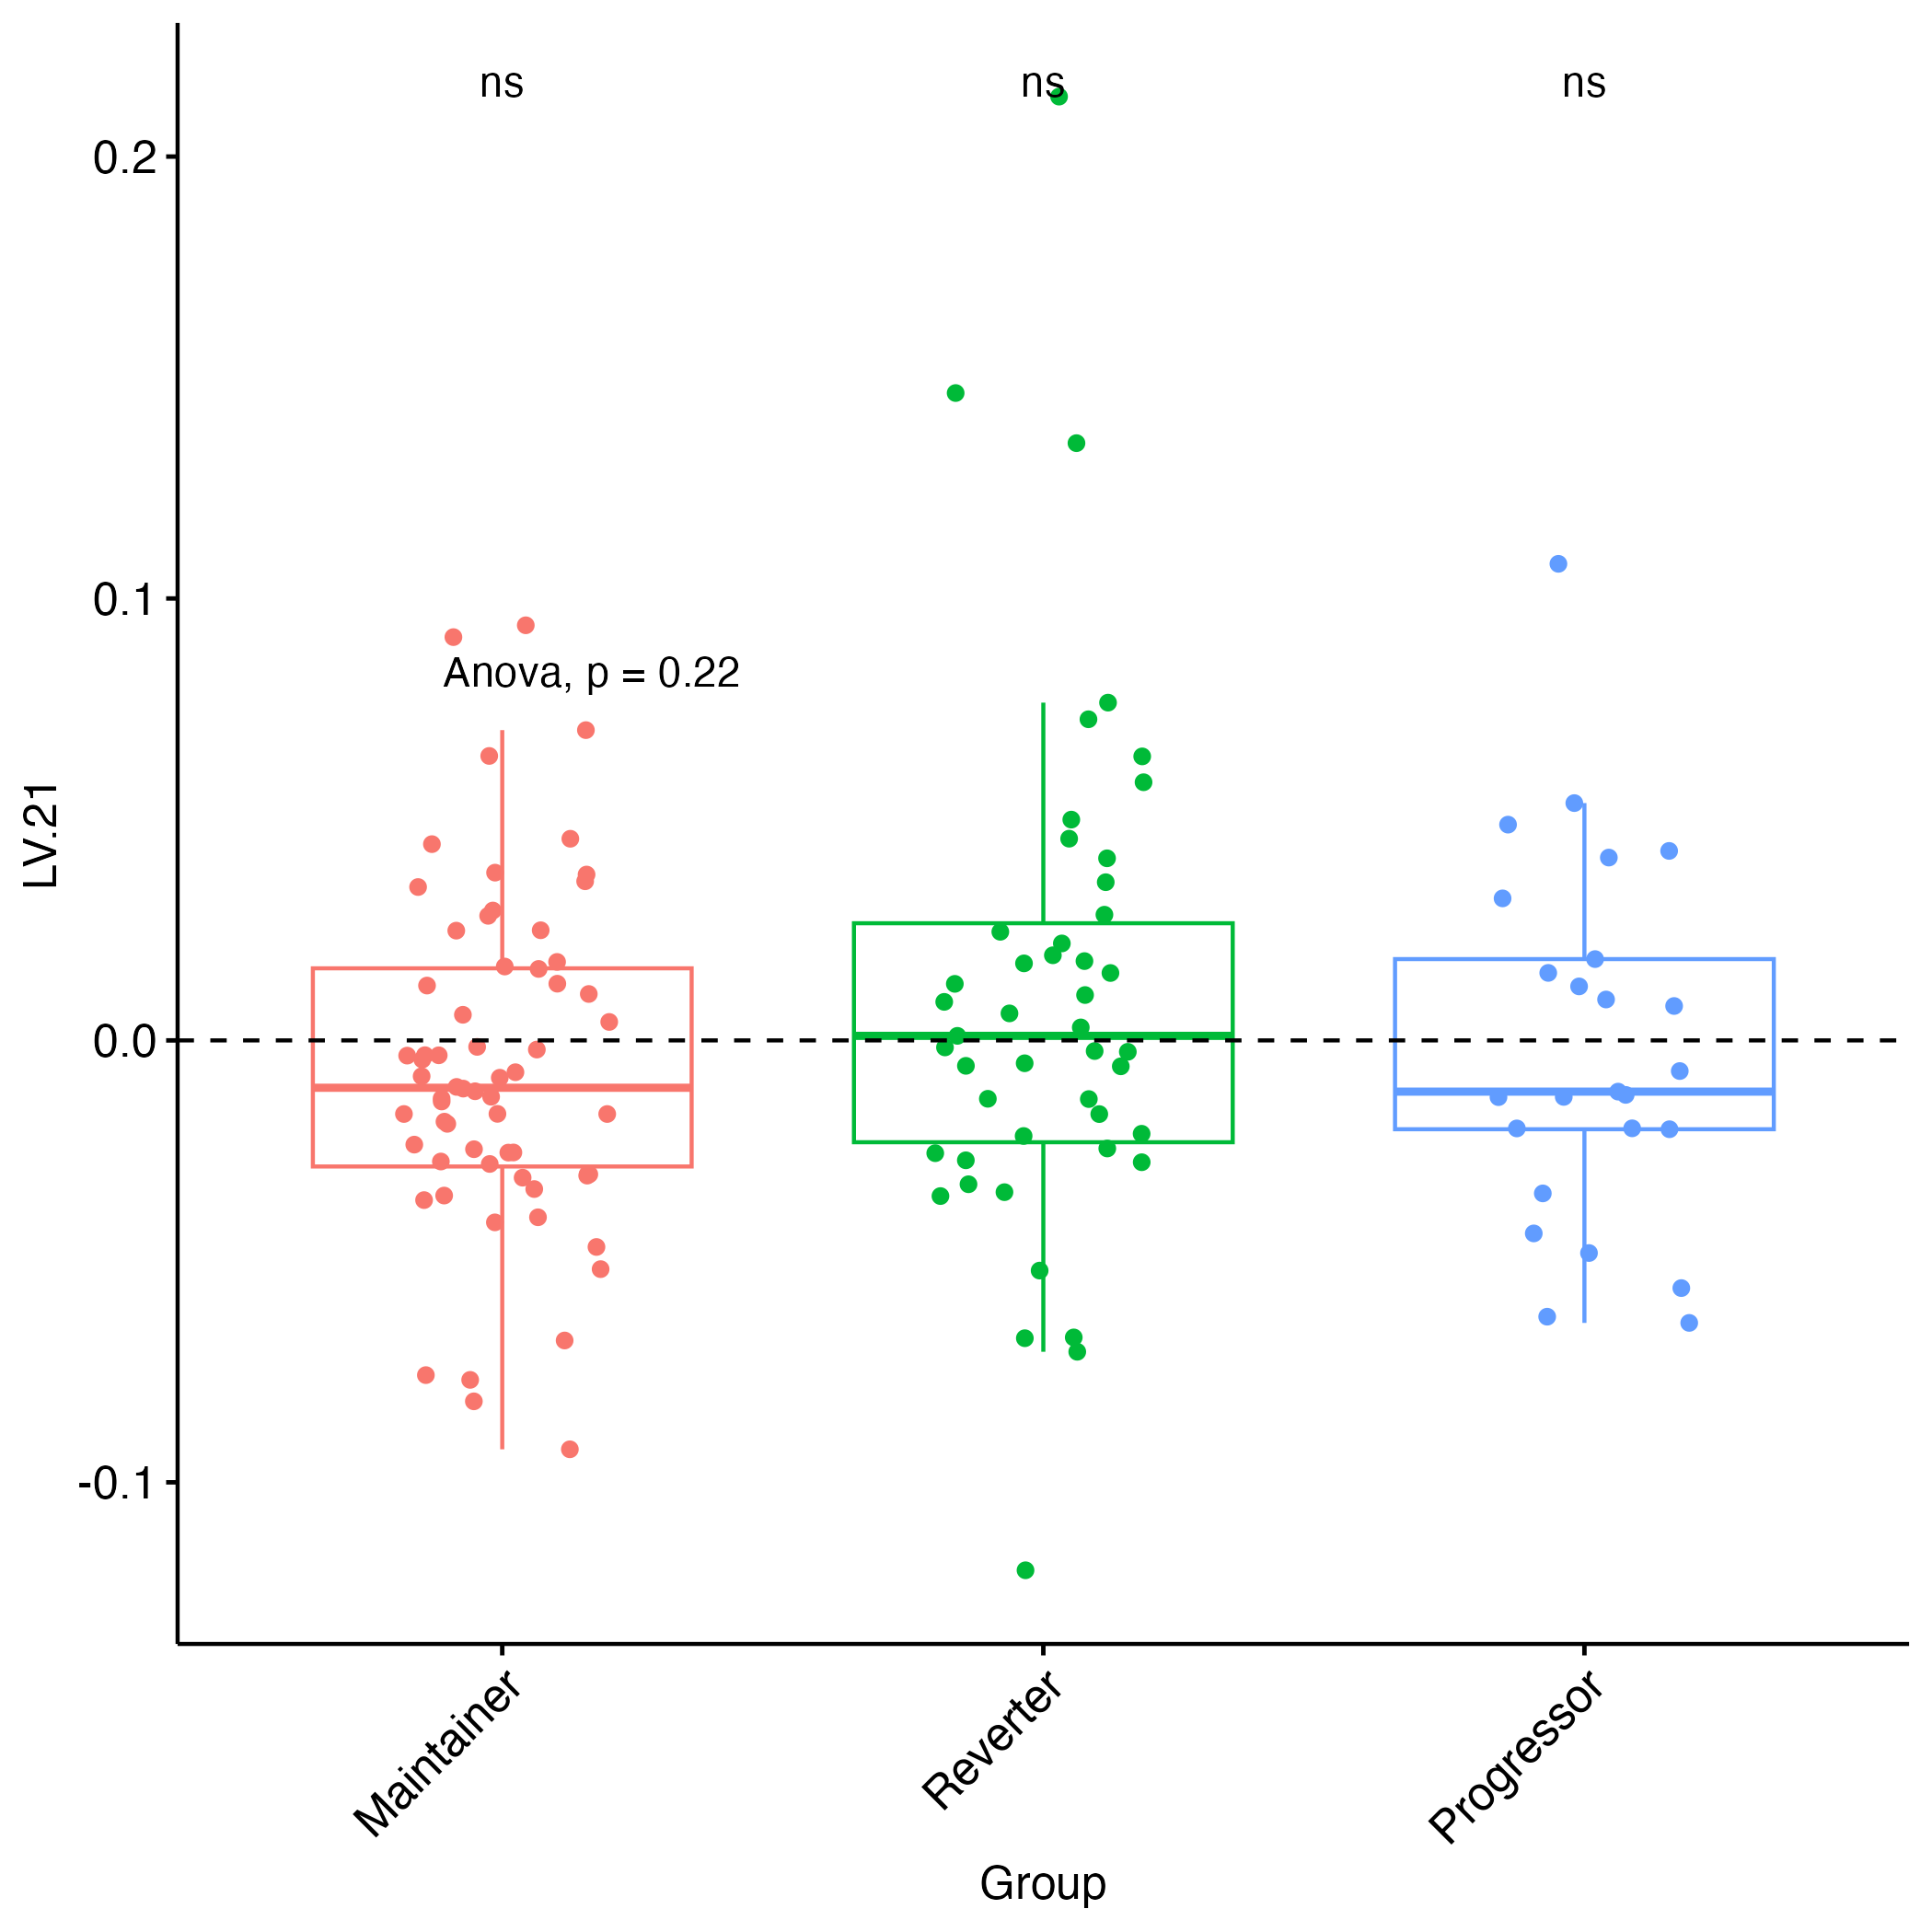 ns ns ns
0.2
0.1
Anova, p = 0.22
LV.21
0.0
-0.1
Maintainer
Reverter
Progressor
Group